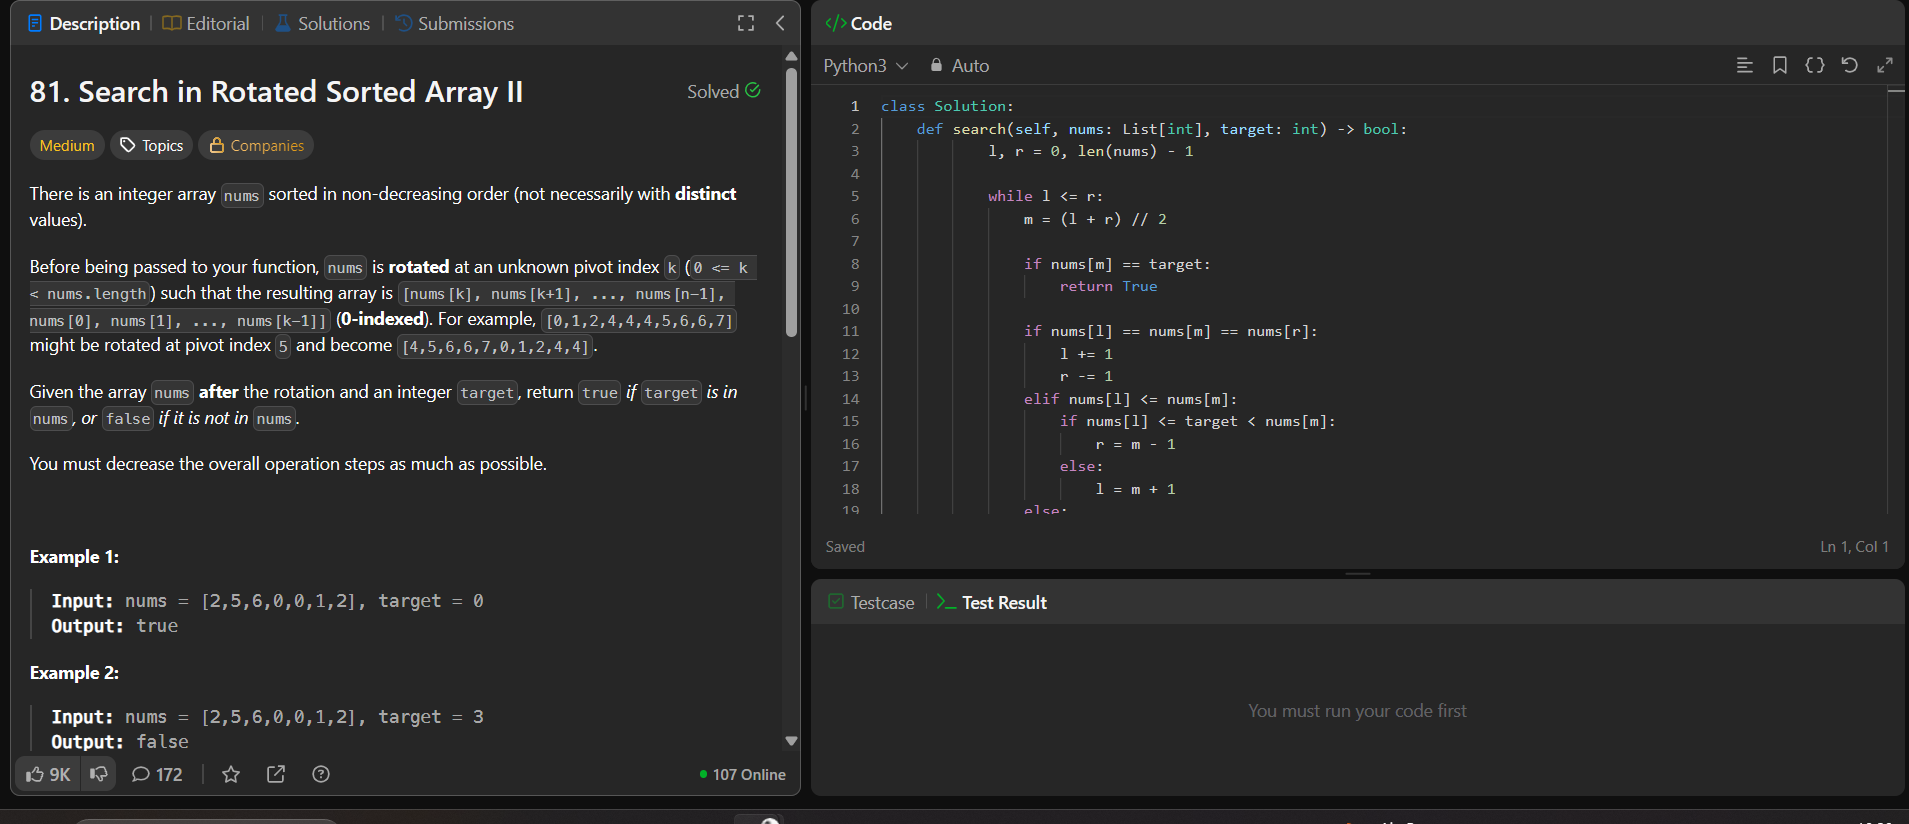 Description
Editorial
Solutions
Submissions
81. Search in Rotated Sorted Array II
Solved
Medium
Topics
Companies
There is an integer array nums sorted in non-decreasing order (not necessarily with distinct
values).
Before being passed to your function, nums is rotated at an unknown pivot index k (0 <= k
< nums.length) such that the resulting array is [nums[k], nums[k+1], ..., nums[n-1],
nums[0], nums[1], ..., nums[k-1]] (0-indexed). For example, [0,1,2,4,4,4,5,6,6,7]
might be rotated at pivot index 5 and become [4,5,6,6,7,0,1,2,4,4].
Given the array nums after the rotation and an integer target, return true if target is in
nums, or false if it is not in nums.
You must decrease the overall operation steps as much as possible.
Example 1:
Input: nums = [2,5,6,0,0,1,2], target = 0
Output: true
Example 2:
Input: nums = [2,5,6,0,0,1,2], target = 3
Output: false
9K
172
107 Online
</> Code
Python3
Auto
1 class Solution:
2 def search(self, nums: List[int], target: int) -> bool:
3 l, r = 0, len(nums) - 1
4
5 while l <= r:
6 m = (l + r) // 2
7
8 if nums[m] == target:
9 return True
10
11 if nums[l] == nums[m] == nums[r]:
12 l += 1
13 r -= 1
14 elif nums[l] <= nums[m]:
15 if nums[l] <= target < nums[m]:
16 r = m - 1
17 else:
18 l = m + 1
19 else:
Saved
Ln 1, Col 1
Testcase
>_ Test Result
You must run your code first